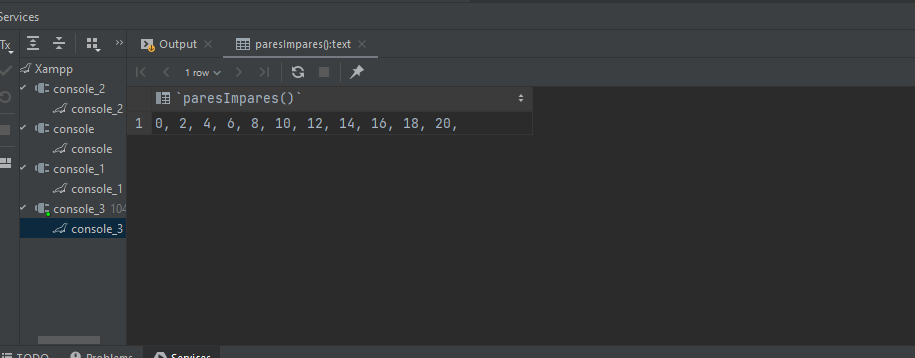 Services
Tx
»
Output
paresImpares():text
1 row
Xampp
console_2
console_2
console
console
console_1
console_1
console_3 104
console_3
`paresImpares()`
1 0, 2, 4, 6, 8, 10, 12, 14, 16, 18, 20,
TODO
Problems
Services